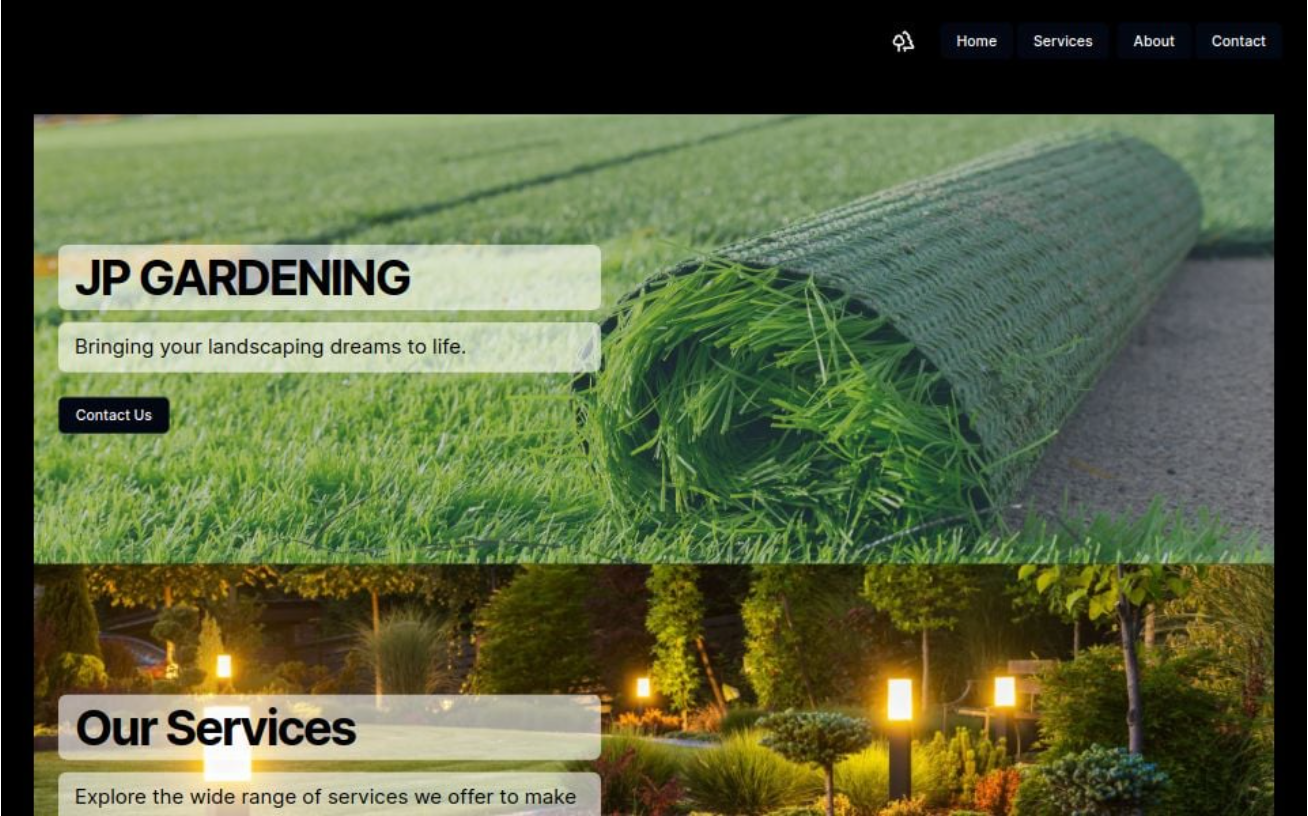 Home
Services
About
Contact
JP GARDENING
Bringing your landscaping dreams to life.
Contact Us
Our Services
Explore the wide range of services we offer to make